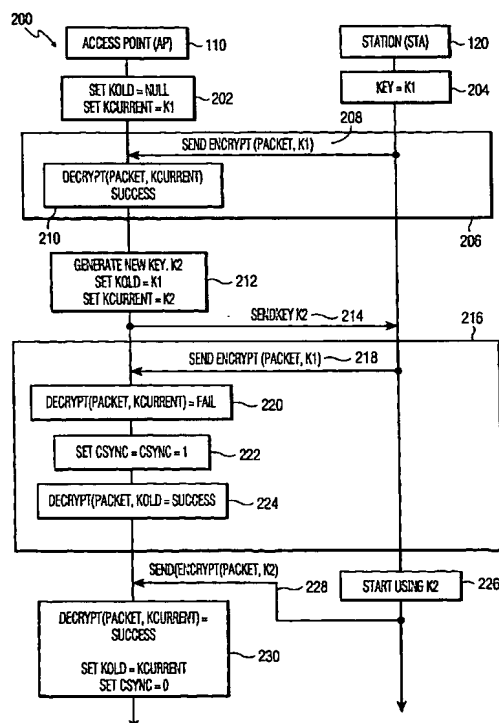 200
ACCESS POINT (AP)
110
STATION (STA)
120
SET KOLD = NULL
SET KCURRENT = K1
202
KEY = K1
204
SEND ENCRYPT (PACKET, K1)
208
DECRYPT(PACKET, KCURRENT)
SUCCESS
210
206
GENERATE NEW KEY. K2
SET KOLD = K1
SET KCURRENT = K2
212
SENDKEY K2
214
216
SEND ENCRYPT (PACKET, K1)
218
DECRYPT(PACKET, KCURRENT) = FAIL
220
SET CSYNC = CSYNC = 1
222
DECRYPT(PACKET, KOLD = SUCCESS
224
SEND(ENCRYPT(PACKET, K2)
228
START USING K2
226
DECRYPT(PACKET, KCURRENT) =
SUCCESS
SET KOLD = KCURRENT
SET CSYNC = 0
230